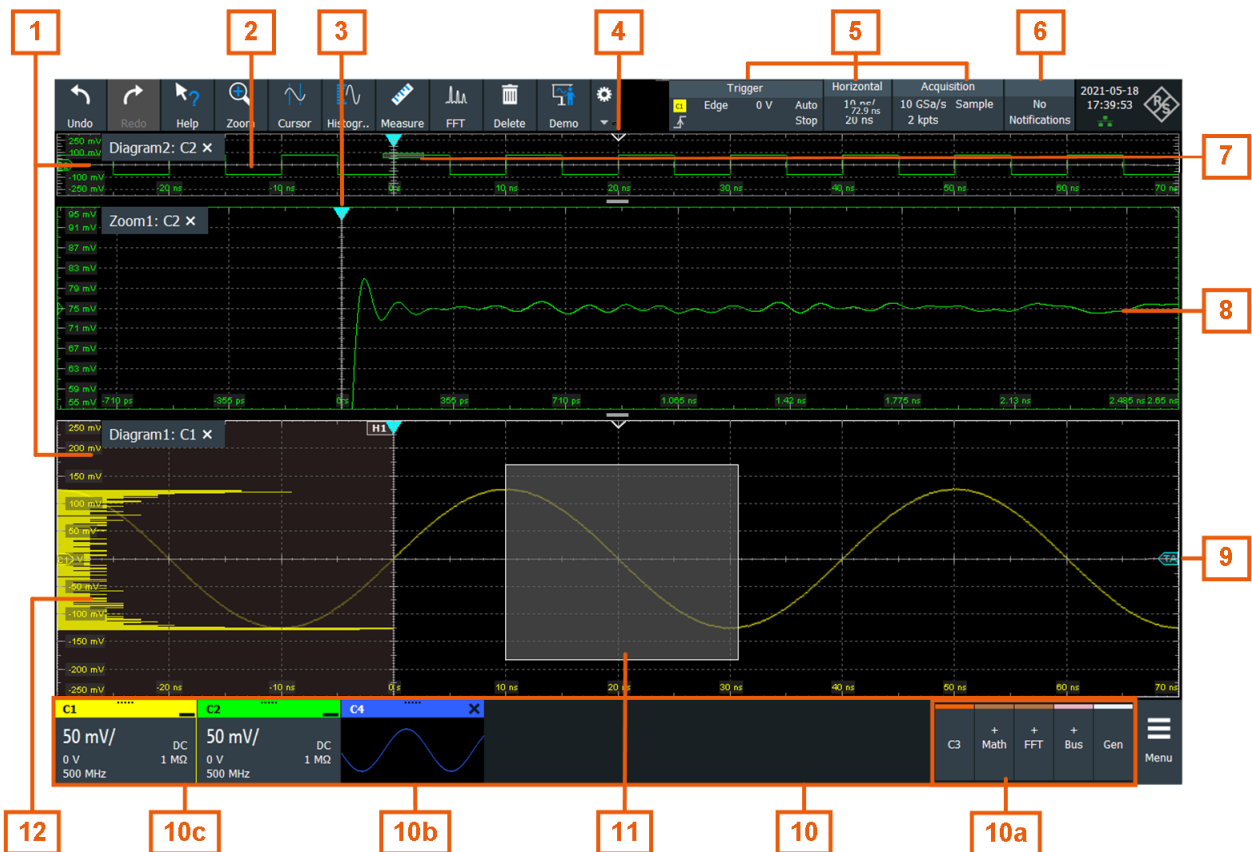 1 2 3 4 5 6
Trigger Horizontal Acquisition
Undo Redo Help Zoom Cursor Histogr.. Measure FFT Delete Demo
C1 Edge 0 V Auto Stop
72.9 ns
20 ns
10 GSa/s Sample
2 kpts
No
Notifications
2021-05-18
17:39:53
R&S
250 mV
Diagram2: C2 ×
100 mV
-100 mV
-250 mV
-20 ns -10 ns 0 s 10 ns 20 ns 30 ns 40 ns 50 ns 60 ns 70 ns
7
95 mV
Zoom1: C2 ×
91 mV
87 mV
83 mV
79 mV
75 mV
71 mV
67 mV
63 mV
59 mV
55 mV
-710 ps -355 ps 0 s 355 ps 710 ps 1.065 ns 1.42 ns 1.775 ns 2.13 ns 2.485 ns 2.65 ns
8
250 mV
Diagram1: C1 ×
H1
200 mV
150 mV
100 mV
50 mV
-50 mV
-100 mV
-150 mV
-200 mV
-250 mV
TA
9
-20 ns -10 ns 0 s 10 ns 20 ns 30 ns 40 ns 50 ns 60 ns 70 ns
C1
50 mV/
DC
0 V 1 MΩ
500 MHz
C2
50 mV/
DC
0 V 1 MΩ
500 MHz
C4
C3
+ Math
+ FFT
+ Bus
Gen
Menu
12 10c 10b 11 10 10a